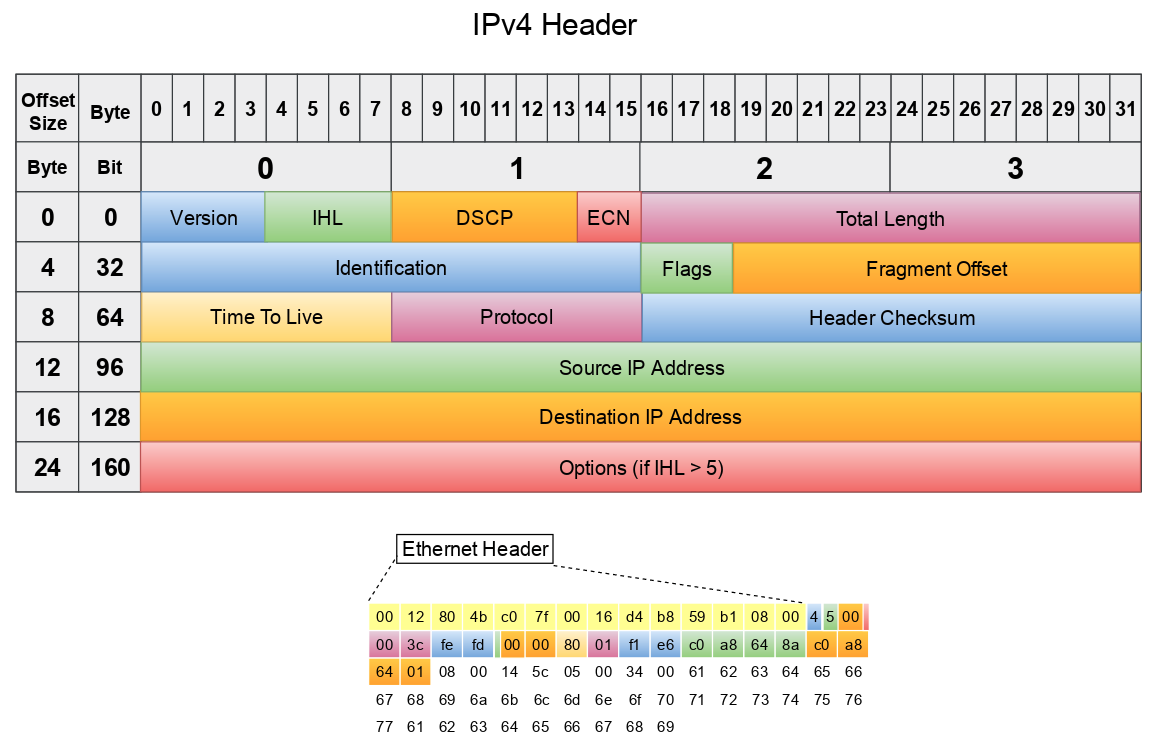 IPv4 Header
Offset Size Byte 0 1 2 3 4 5 6 7 8 9 10 11 12 13 14 15 16 17 18 19 20 21 22 23 24 25 26 27 28 29 30 31
Byte Bit 0 1 2 3
0 0 Version IHL DSCP ECN Total Length
4 32 Identification Flags Fragment Offset
8 64 Time To Live Protocol Header Checksum
12 96 Source IP Address
16 128 Destination IP Address
24 160 Options (if IHL > 5)
Ethernet Header
00 12 80 4b c0 7f 00 16 d4 b8 59 b1 08 00 4 5 00
00 3c fe fd 00 00 80 01 f1 e6 c0 a8 64 8a c0 a8
64 01 08 00 14 5c 05 00 34 00 61 62 63 64 65 66
67 68 69 6a 6b 6c 6d 6e 6f 70 71 72 73 74 75 76
77 61 62 63 64 65 66 67 68 69